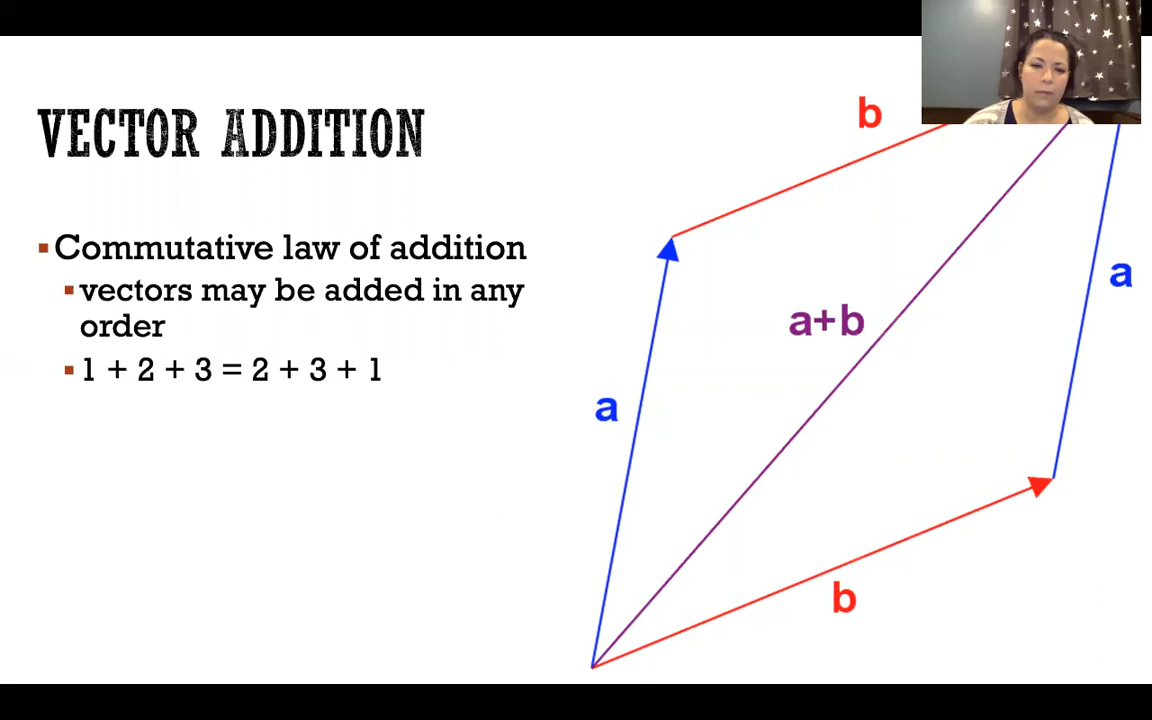 VECTOR ADDITION
Commutative law of addition
vectors may be added in any
order
1 + 2 + 3 = 2 + 3 + 1
b
a
a+b
a
b